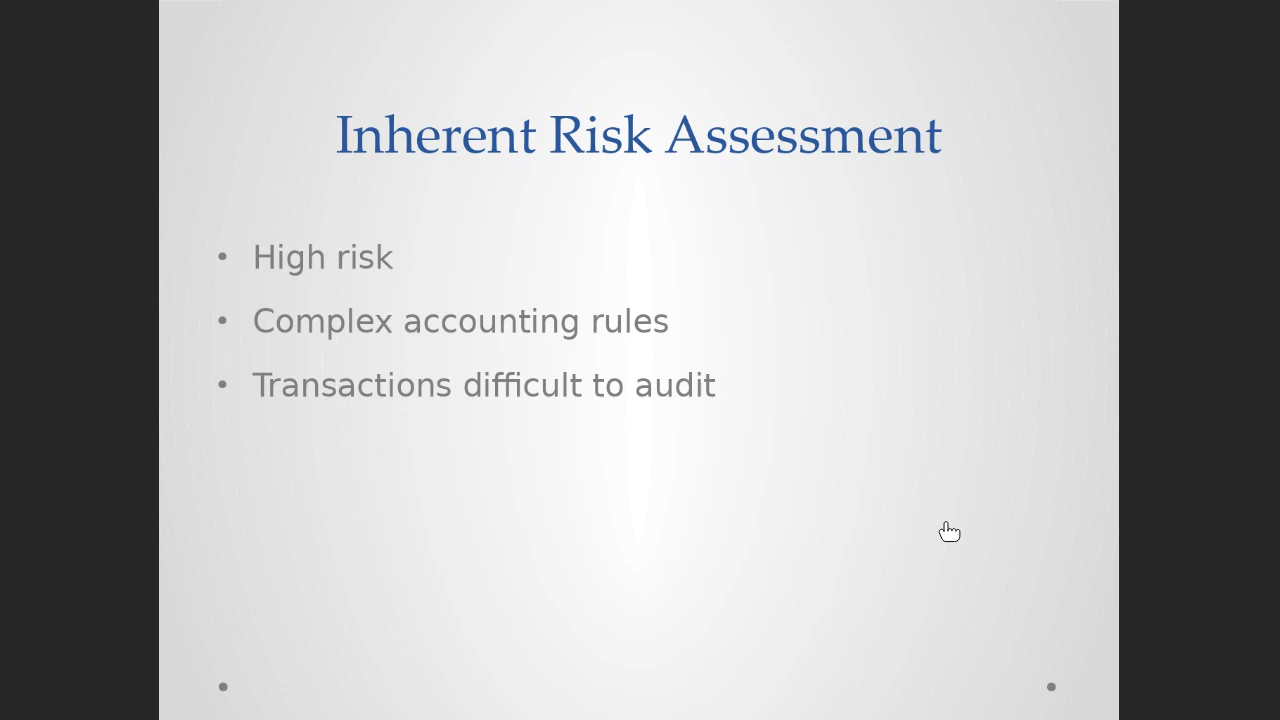 Inherent Risk Assessment
• High risk
• Complex accounting rules
• Transactions difficult to audit